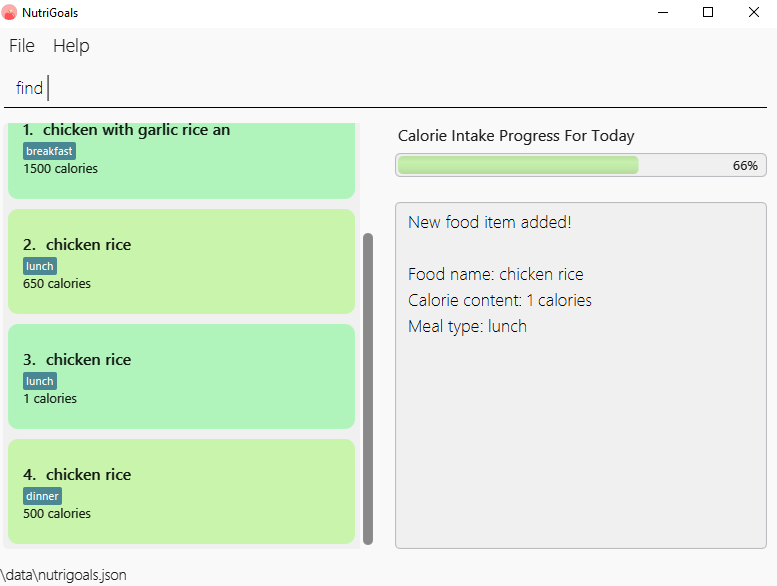 NutriGoals
File Help
find
1. chicken with garlic rice an
breakfast
1500 calories
2. chicken rice
lunch
650 calories
3. chicken rice
lunch
1 calories
4. chicken rice
dinner
500 calories
Calorie Intake Progress For Today
66%
New food item added!
Food name: chicken rice
Calorie content: 1 calories
Meal type: lunch
\data\nutrigoals.json